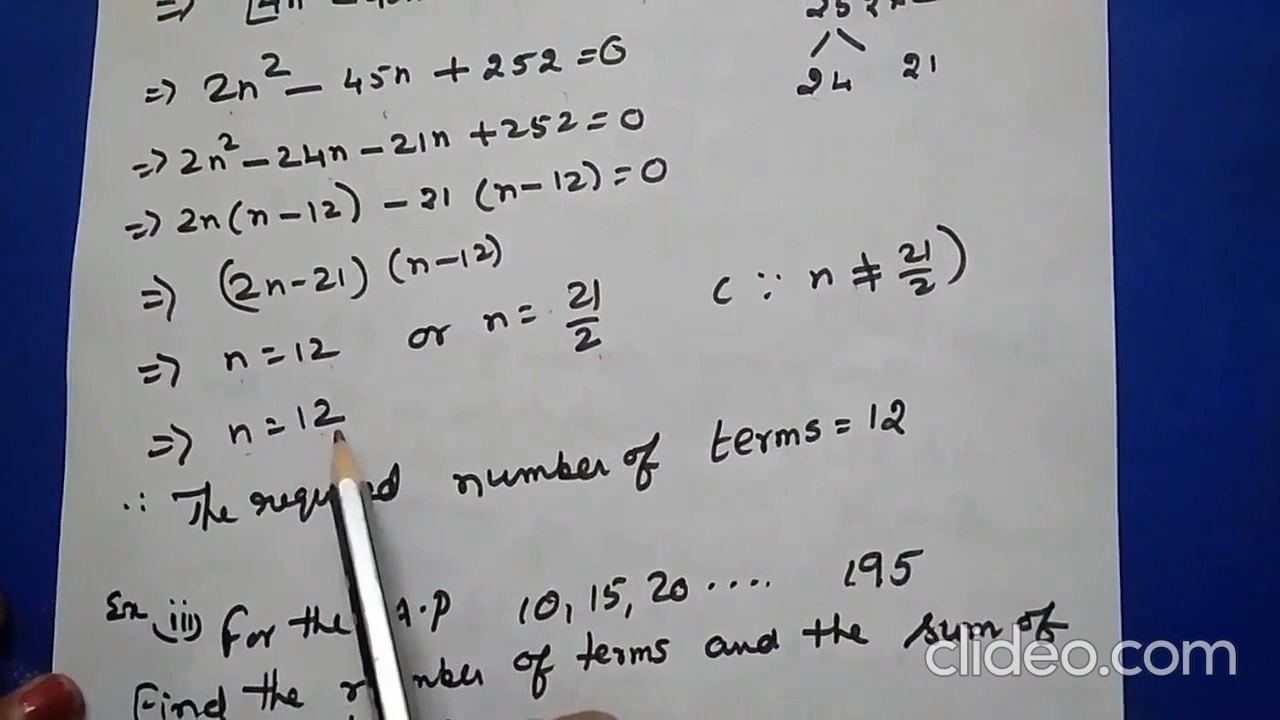 252 ×
24 21
=> 2n² - 45n + 252 = 0
=> 2n² - 24n - 21n + 252 = 0
=> 2n(n - 12) - 21 (n - 12) = 0
=> (2n - 21) (n - 12)
=> n = 12 or n = 21/2 (∵ n ≠ 21/2)
=> n = 12
∴ The required number of terms = 12
Ex (iii) For the A.P 10, 15, 20 .... 195
Find the number of terms and the sum of
clideo.com